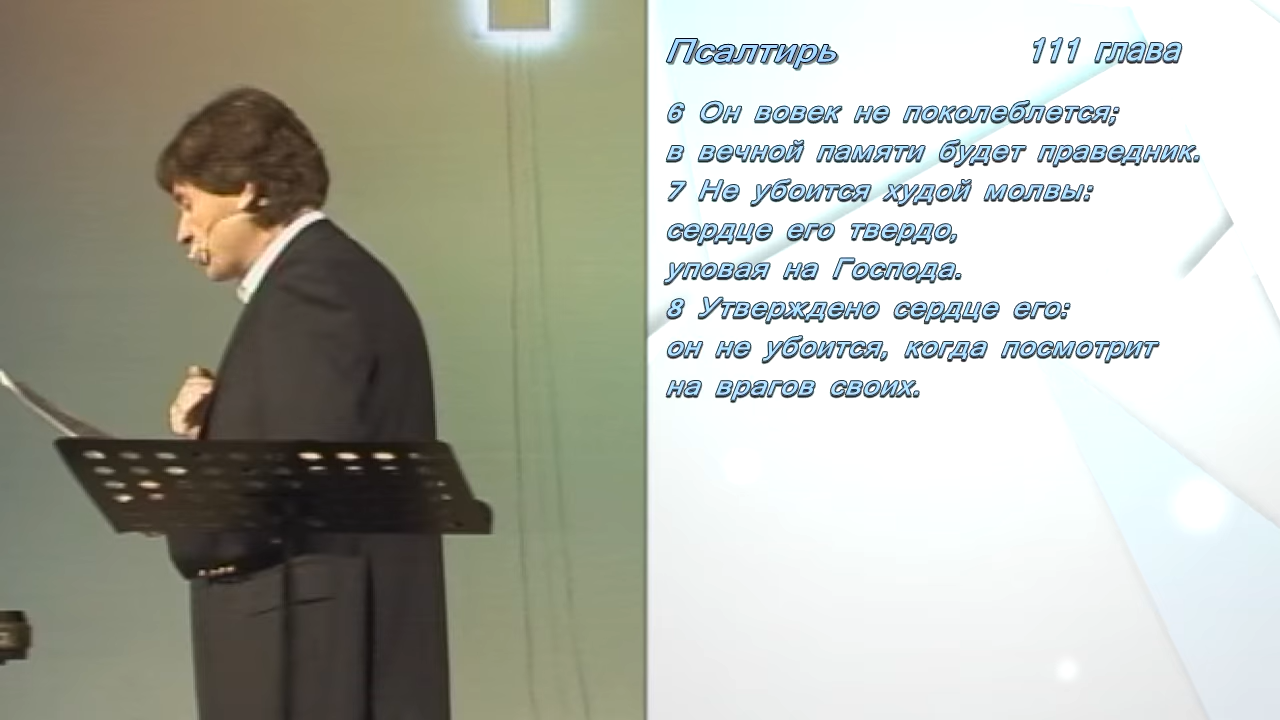 Псалтирь 111 глава
6 Он вовек не поколеблется;
в вечной памяти будет праведник.
7 Не убоится худой молвы:
сердце его твердо,
уповая на Господа.
8 Утверждено сердце его:
он не убоится, когда посмотрит
на врагов своих.